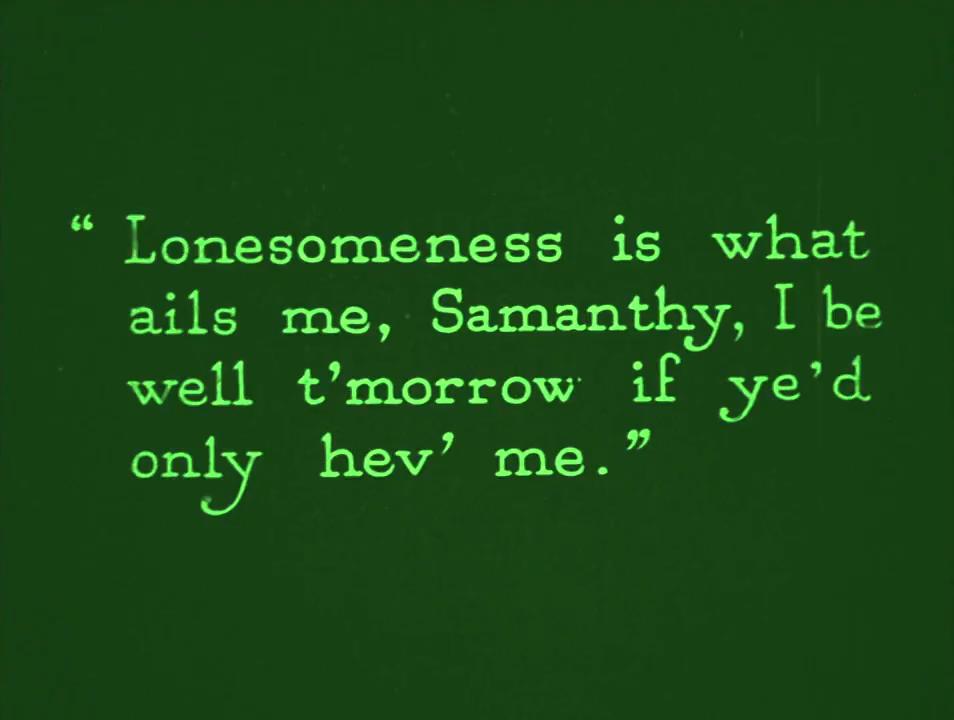 “ Lonesomeness is what
ails me, Samanthy, I be
well t’morrow if ye’d
only hev’ me.”